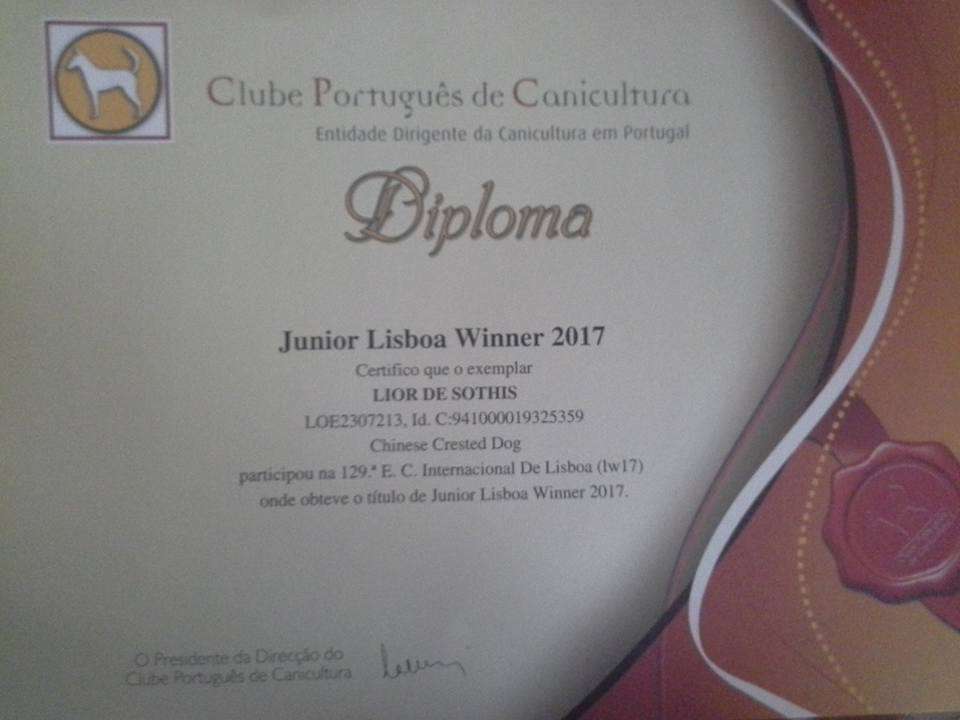 Clube Português de Canicultura
Entidade Dirigente da Canicultura em Portugal
Diploma
Junior Lisboa Winner 2017
Certifico que o exemplar
LIOR DE SOTHIS
LOE2307213, Id. C:941000019325359
Chinese Crested Dog
participou na 129.ª E. C. Internacional De Lisboa (lw17)
onde obteve o título de Junior Lisboa Winner 2017.
O Presidente da Direcção do
Clube Português de Canicultura